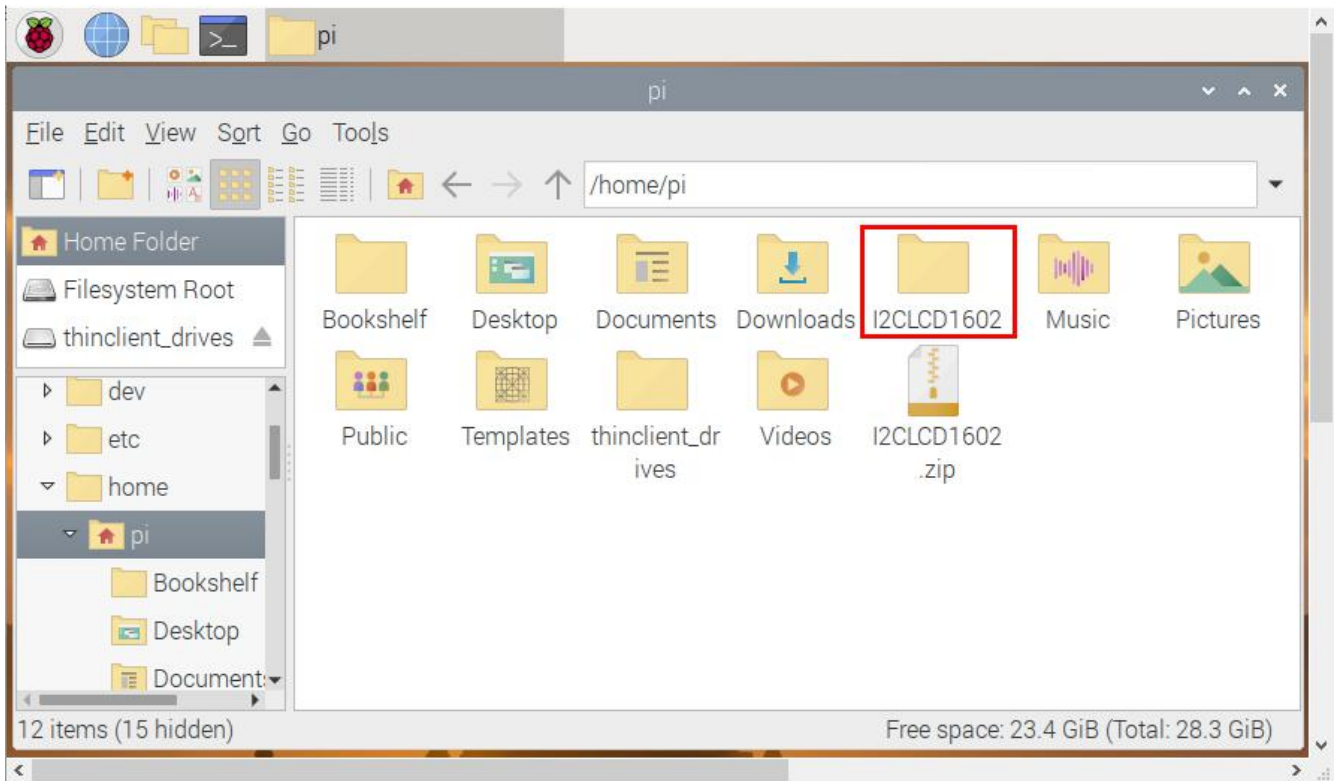 pi
pi
File Edit View Sort Go Tools
/home/pi
Home Folder
Filesystem Root
thinclient_drives
dev
etc
home
pi
Bookshelf
Desktop
Documents
Bookshelf Desktop Documents Downloads I2CLCD1602 Music Pictures
Public Templates thinclient_dr Videos I2CLCD1602
ives .zip
12 items (15 hidden) Free space: 23.4 GiB (Total: 28.3 GiB)